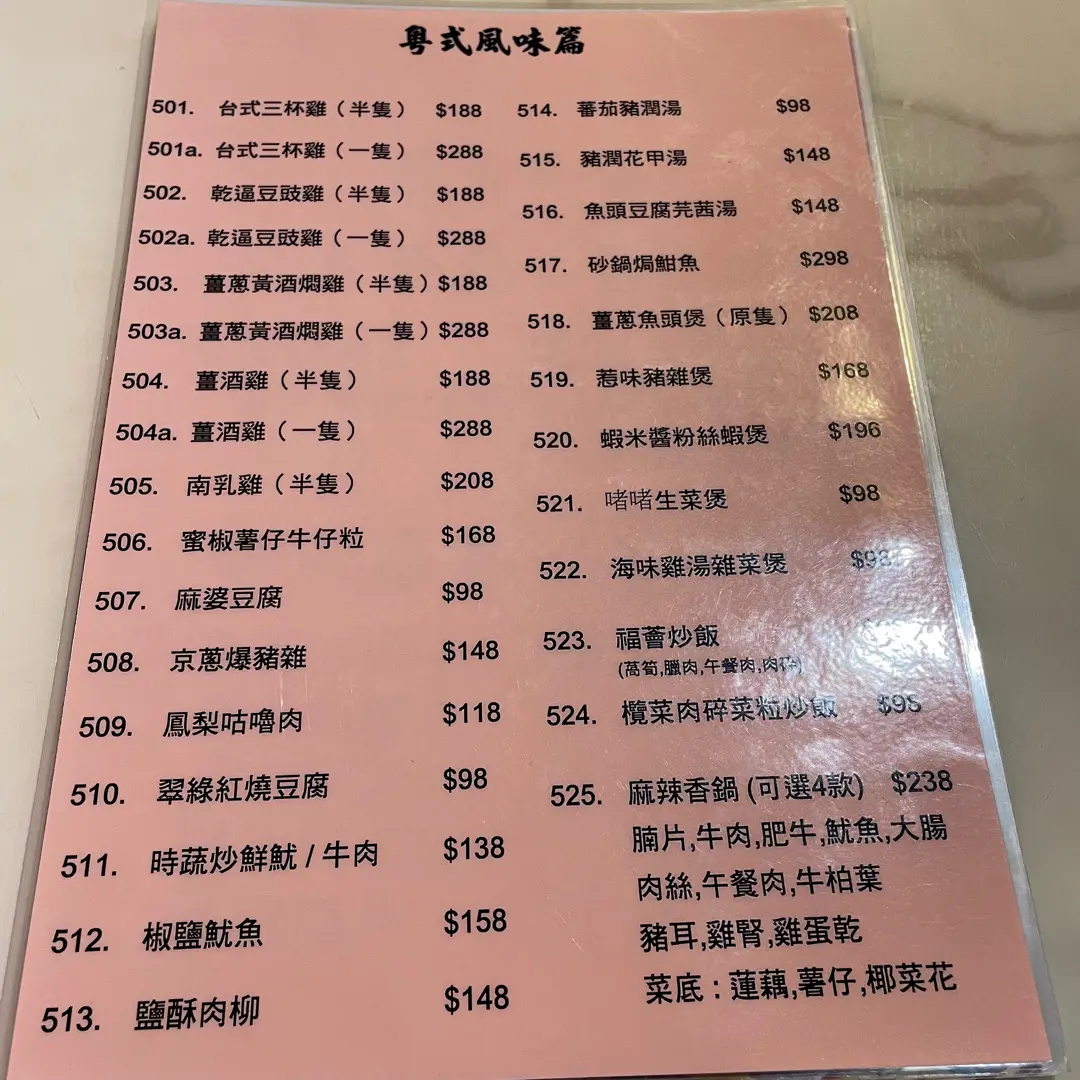 粵式風味篇
501. 台式三杯雞（半隻） $188
501a. 台式三杯雞（一隻） $288
502. 乾逼豆豉雞（半隻） $188
502a. 乾逼豆豉雞（一隻） $288
503. 薑蔥黃酒燜雞（半隻） $188
503a. 薑蔥黃酒燜雞（一隻） $288
504. 薑酒雞（半隻） $188
504a. 薑酒雞（一隻） $288
505. 南乳雞（半隻） $208
506. 蜜椒薯仔牛仔粒 $168
507. 麻婆豆腐 $98
508. 京蔥爆豬雜 $148
509. 鳳梨咕嚕肉 $118
510. 翠綠紅燒豆腐 $98
511. 時蔬炒鮮魷 / 牛肉 $138
512. 椒鹽魷魚 $158
513. 鹽酥肉柳 $148
514. 蕃茄豬潤湯 $98
515. 豬潤花甲湯 $148
516. 魚頭豆腐芫茜湯 $148
517. 砂鍋焗鮒魚 $298
518. 薑蔥魚頭煲（原隻） $208
519. 惹味豬雜煲 $168
520. 蝦米醬粉絲蝦煲 $196
521. 啫啫生菜煲 $98
522. 海味雞湯雜菜煲 $98
523. 福薈炒飯
(萵筍,臘肉,午餐肉,肉碎)
524. 欖菜肉碎菜粒炒飯 $98
525. 麻辣香鍋 (可選4款) $238
腩片,牛肉,肥牛,魷魚,大腸
肉絲,午餐肉,牛柏葉
豬耳,雞腎,雞蛋乾
菜底：蓮藕,薯仔,椰菜花